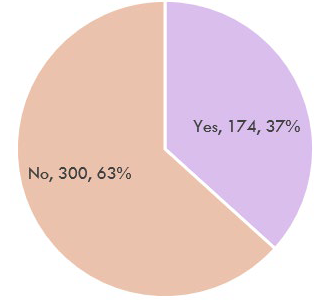 Yes, 174, 37%
No, 300, 63%